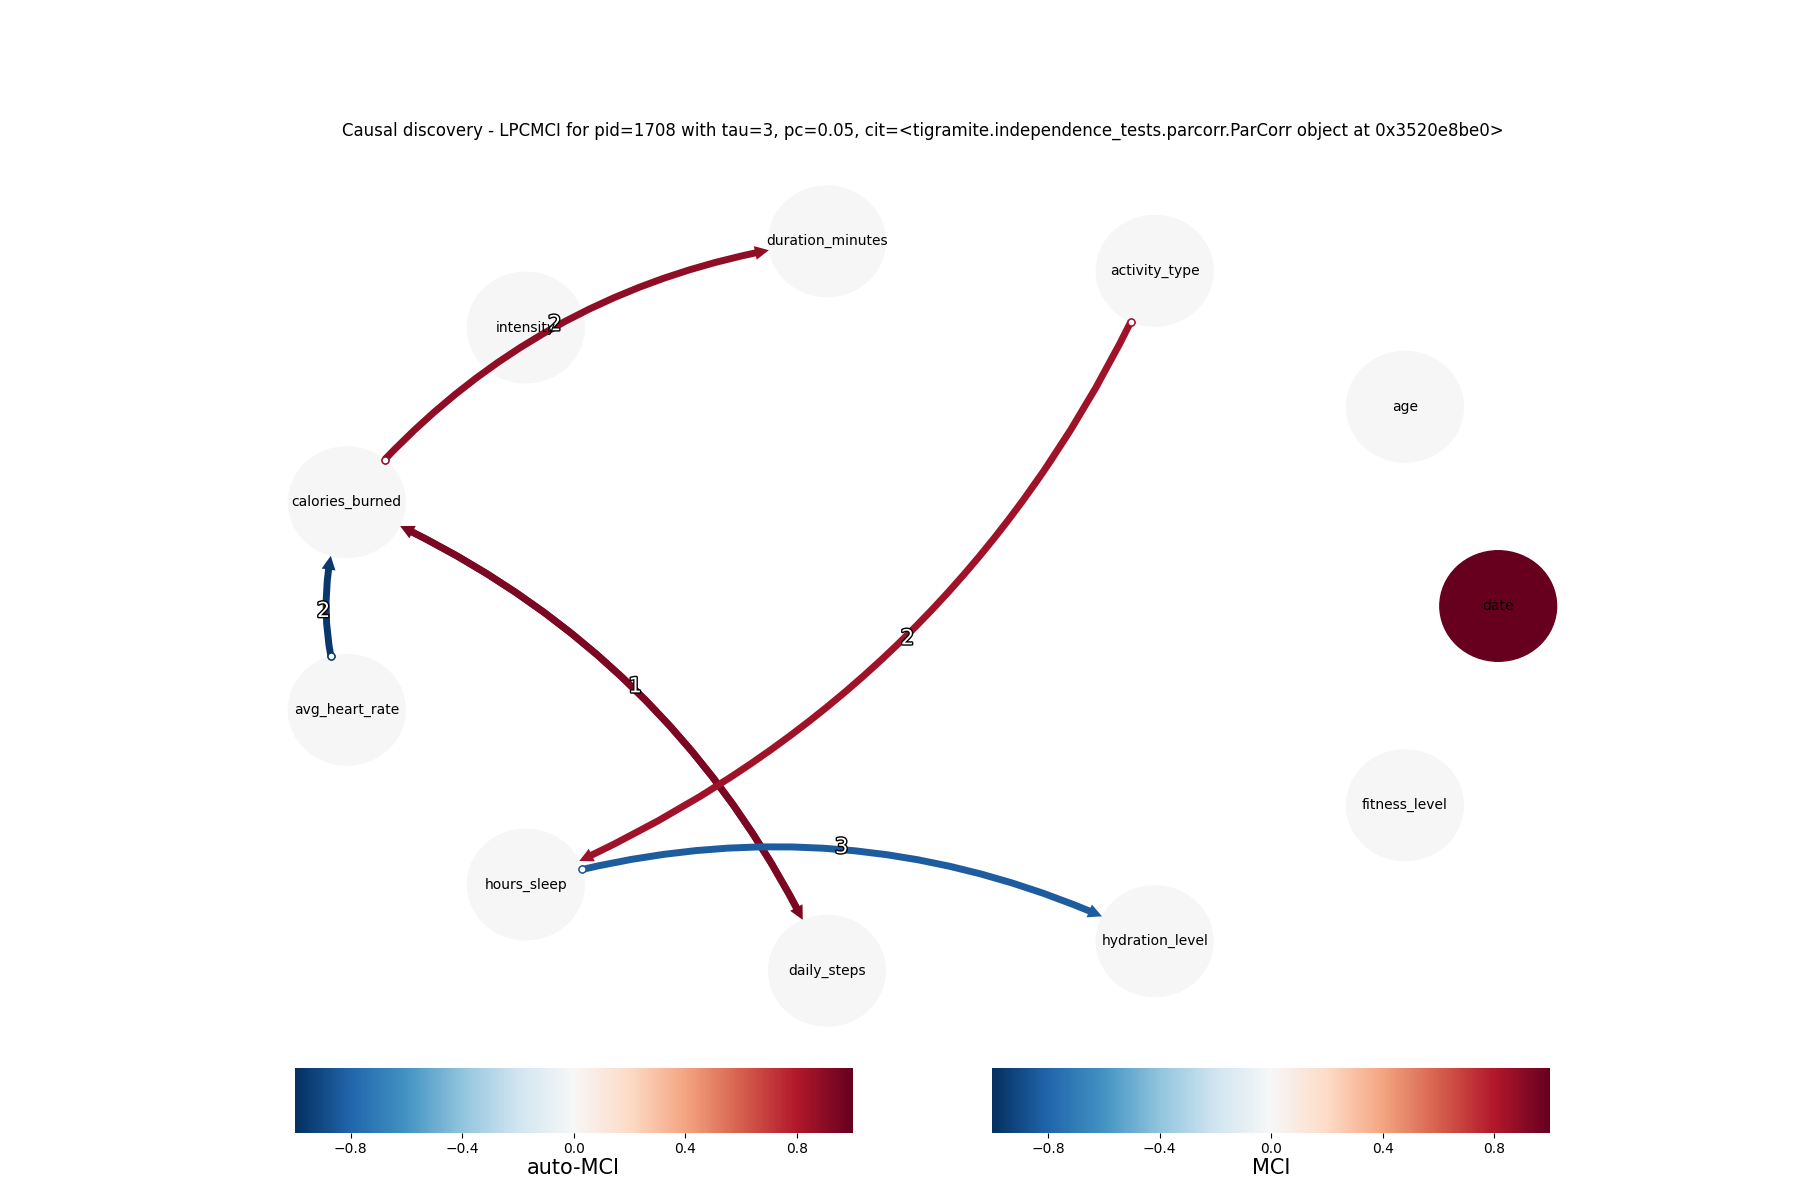 Causal discovery - LPCMCI for pid=1708 with tau=3, pc=0.05, cit=<tigramite.independence_tests.parcorr.ParCorr object at 0x3520e8be0>
duration_minutes
activity_type
intensity
2
age
calories_burned
date
2
2
1
avg_heart_rate
fitness_level
3
hours_sleep
hydration_level
daily_steps
−0.8 −0.4 0.0 0.4 0.8
auto-MCI
−0.8 −0.4 0.0 0.4 0.8
MCI